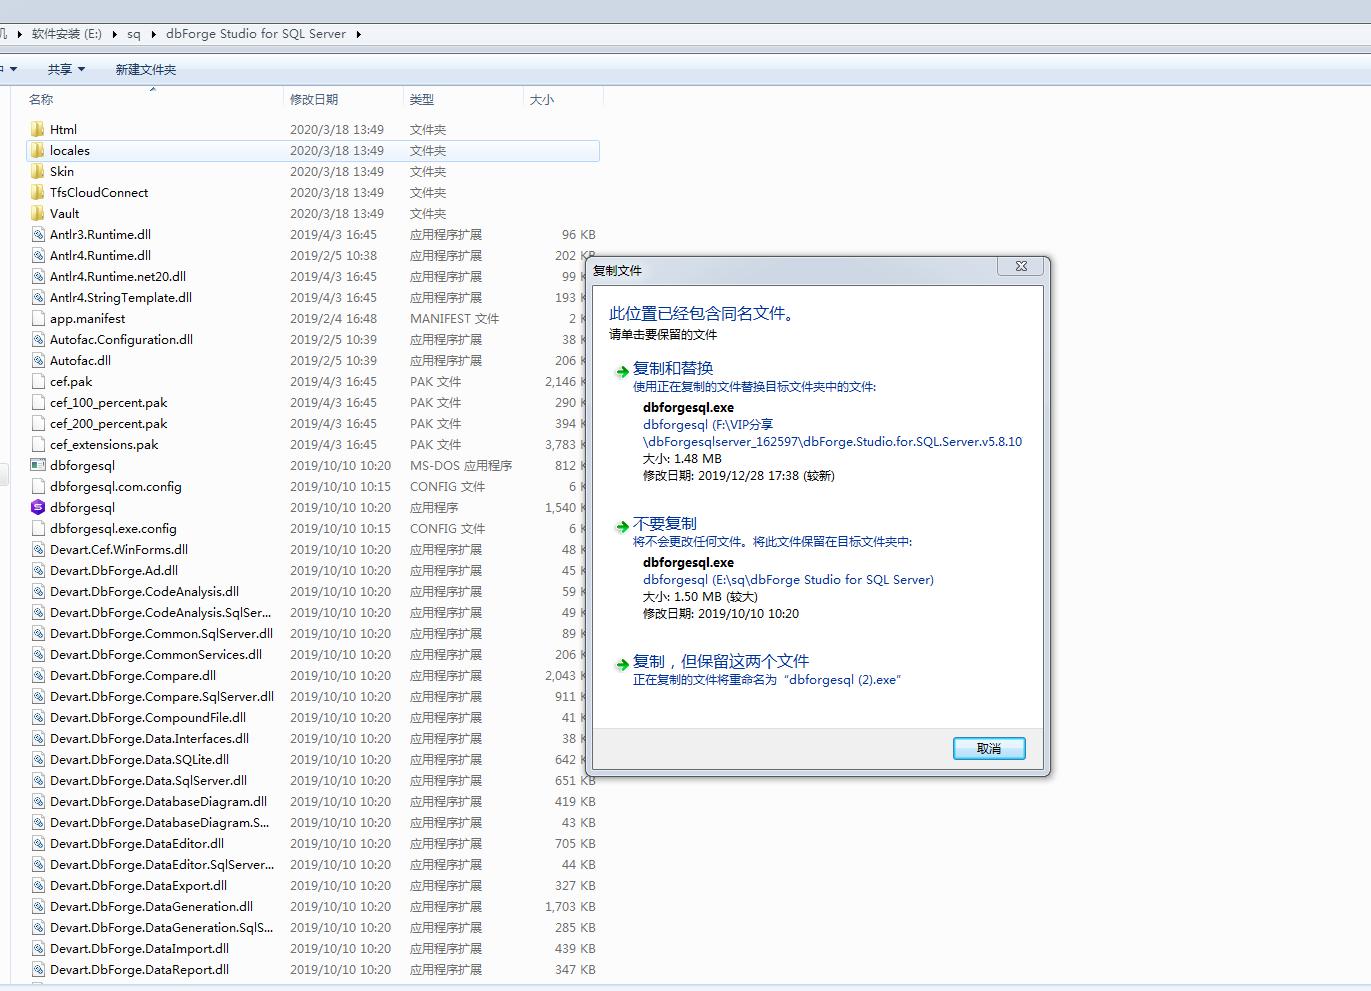 机 ▸ 软件安装 (E:) ▸ sq ▸ dbForge Studio for SQL Server ▸
共享 新建文件夹
名称 修改日期 类型 大小
Html 2020/3/18 13:49 文件夹
locales 2020/3/18 13:49 文件夹
Skin 2020/3/18 13:49 文件夹
TfsCloudConnect 2020/3/18 13:49 文件夹
Vault 2020/3/18 13:49 文件夹
Antlr3.Runtime.dll 2019/4/3 16:45 应用程序扩展 96 KB
Antlr4.Runtime.dll 2019/2/5 10:38 应用程序扩展 202 KB
Antlr4.Runtime.net20.dll 2019/4/3 16:45 应用程序扩展 99 K
Antlr4.StringTemplate.dll 2019/4/3 16:45 应用程序扩展 193 K
app.manifest 2019/2/4 16:48 MANIFEST 文件 2 K
Autofac.Configuration.dll 2019/2/5 10:39 应用程序扩展 38 K
Autofac.dll 2019/2/5 10:39 应用程序扩展 206 K
cef.pak 2019/4/3 16:45 PAK 文件 2,146 K
cef_100_percent.pak 2019/4/3 16:45 PAK 文件 290 K
cef_200_percent.pak 2019/4/3 16:45 PAK 文件 394 K
cef_extensions.pak 2019/4/3 16:45 PAK 文件 3,783 K
dbforgesql 2019/10/10 10:20 MS-DOS 应用程序 812 K
dbforgesql.com.config 2019/10/10 10:15 CONFIG 文件 6 K
dbforgesql 2019/10/10 10:20 应用程序 1,540 K
dbforgesql.exe.config 2019/10/10 10:15 CONFIG 文件 6 K
Devart.Cef.WinForms.dll 2019/10/10 10:20 应用程序扩展 48 K
Devart.DbForge.Ad.dll 2019/10/10 10:20 应用程序扩展 45 K
Devart.DbForge.CodeAnalysis.dll 2019/10/10 10:20 应用程序扩展 59 K
Devart.DbForge.CodeAnalysis.SqlSer... 2019/10/10 10:20 应用程序扩展 49 K
Devart.DbForge.Common.SqlServer.dll 2019/10/10 10:20 应用程序扩展 89 K
Devart.DbForge.CommonServices.dll 2019/10/10 10:20 应用程序扩展 206 K
Devart.DbForge.Compare.dll 2019/10/10 10:20 应用程序扩展 2,043 K
Devart.DbForge.Compare.SqlServer.dll 2019/10/10 10:20 应用程序扩展 911 K
Devart.DbForge.CompoundFile.dll 2019/10/10 10:20 应用程序扩展 41 K
Devart.DbForge.Data.Interfaces.dll 2019/10/10 10:20 应用程序扩展 38 K
Devart.DbForge.Data.SQLite.dll 2019/10/10 10:20 应用程序扩展 642 K
Devart.DbForge.Data.SqlServer.dll 2019/10/10 10:20 应用程序扩展 651 KB
Devart.DbForge.DatabaseDiagram.dll 2019/10/10 10:20 应用程序扩展 419 KB
Devart.DbForge.DatabaseDiagram.S... 2019/10/10 10:20 应用程序扩展 43 KB
Devart.DbForge.DataEditor.dll 2019/10/10 10:20 应用程序扩展 705 KB
Devart.DbForge.DataEditor.SqlServer... 2019/10/10 10:20 应用程序扩展 44 KB
Devart.DbForge.DataExport.dll 2019/10/10 10:20 应用程序扩展 327 KB
Devart.DbForge.DataGeneration.dll 2019/10/10 10:20 应用程序扩展 1,703 KB
Devart.DbForge.DataGeneration.SqlS... 2019/10/10 10:20 应用程序扩展 285 KB
Devart.DbForge.DataImport.dll 2019/10/10 10:20 应用程序扩展 439 KB
Devart.DbForge.DataReport.dll 2019/10/10 10:20 应用程序扩展 347 KB
复制文件
此位置已经包含同名文件。
请单击要保留的文件
复制和替换
使用正在复制的文件替换目标文件夹中的文件:
dbforgesql.exe
dbforgesql (F:\VIP分享
\dbForgesqlserver_162597\dbForge.Studio.for.SQL.Server.v5.8.10
大小: 1.48 MB
修改日期: 2019/12/28 17:38 (较新)
不要复制
将不会更改任何文件。将此文件保留在目标文件夹中:
dbforgesql.exe
dbforgesql (E:\sq\dbForge Studio for SQL Server)
大小: 1.50 MB (较大)
修改日期: 2019/10/10 10:20
复制，但保留这两个文件
正在复制的文件将重命名为“dbforgesql (2).exe”
取消